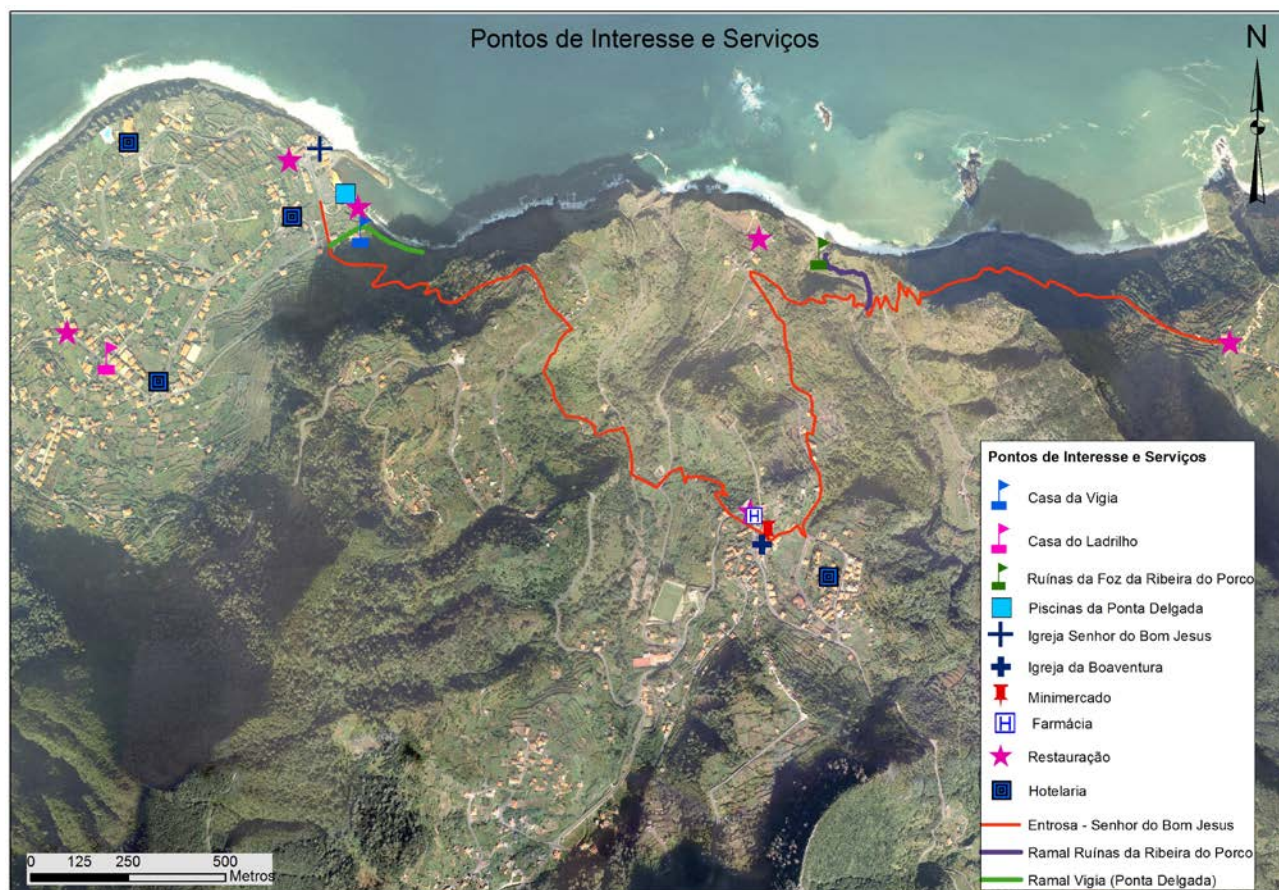 Pontos de Interesse e Serviços
N
Pontos de Interesse e Serviços
Casa da Vigia
Casa do Ladrilho
Ruínas da Foz da Ribeira do Porco
Piscinas da Ponta Delgada
Igreja Senhor do Bom Jesus
Igreja da Boaventura
Minimercado
H Farmácia
Restauração
Hotelaria
Entrosa - Senhor do Bom Jesus
Ramal Ruínas da Ribeira do Porco
Ramal Vigia (Ponta Delgada)
H
0 125 250 500
Metros